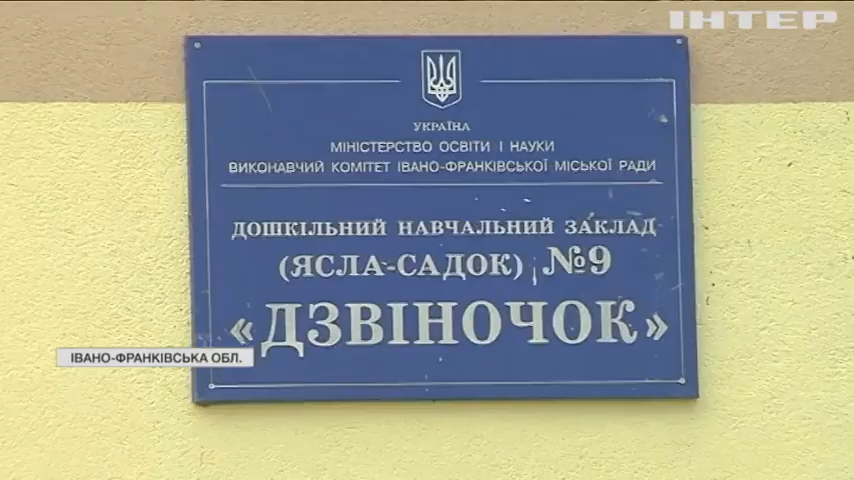 ІНТЕР
УКРАЇНА
МІНІСТЕРСТВО ОСВІТИ І НАУКИ
ВИКОНАВЧИЙ КОМІТЕТ ІВАНО-ФРАНКІВСЬКОЇ МІСЬКОЇ РАДИ
ДОШКІЛЬНИЙ НАВЧАЛЬНИЙ ЗАКЛАД
(ЯСЛА-САДОК) №9
«ДЗВІНОЧОК»
ІВАНО-ФРАНКІВСЬКА ОБЛ.